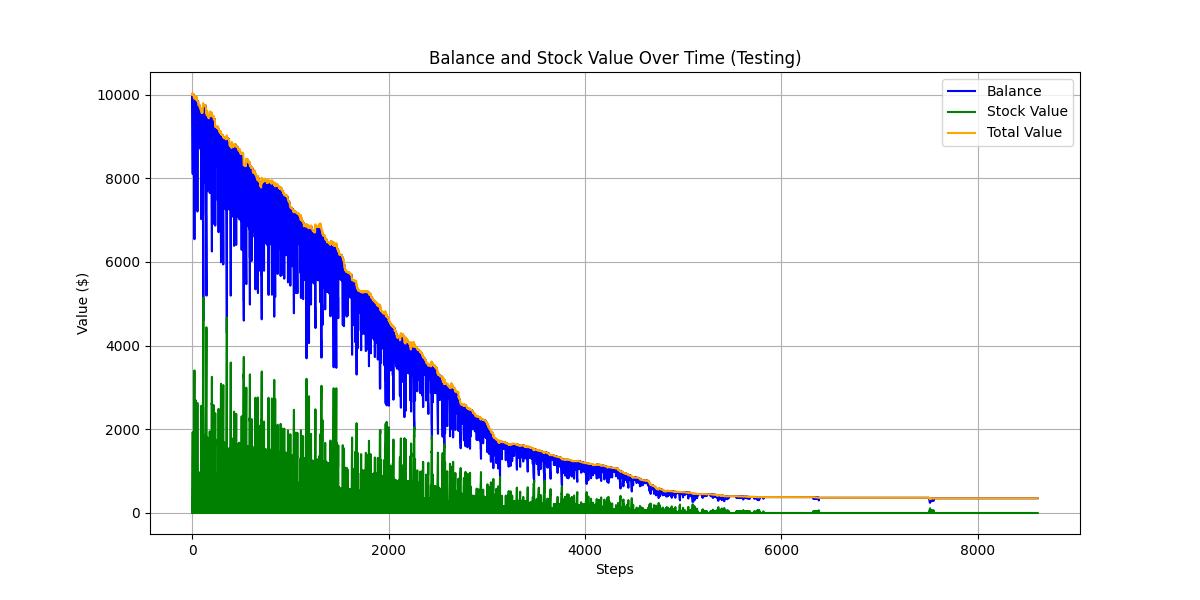 Balance and Stock Value Over Time (Testing)
Balance
Stock Value
Total Value
10000
8000
6000
4000
2000
0
Value ($)
0 2000 4000 6000 8000
Steps